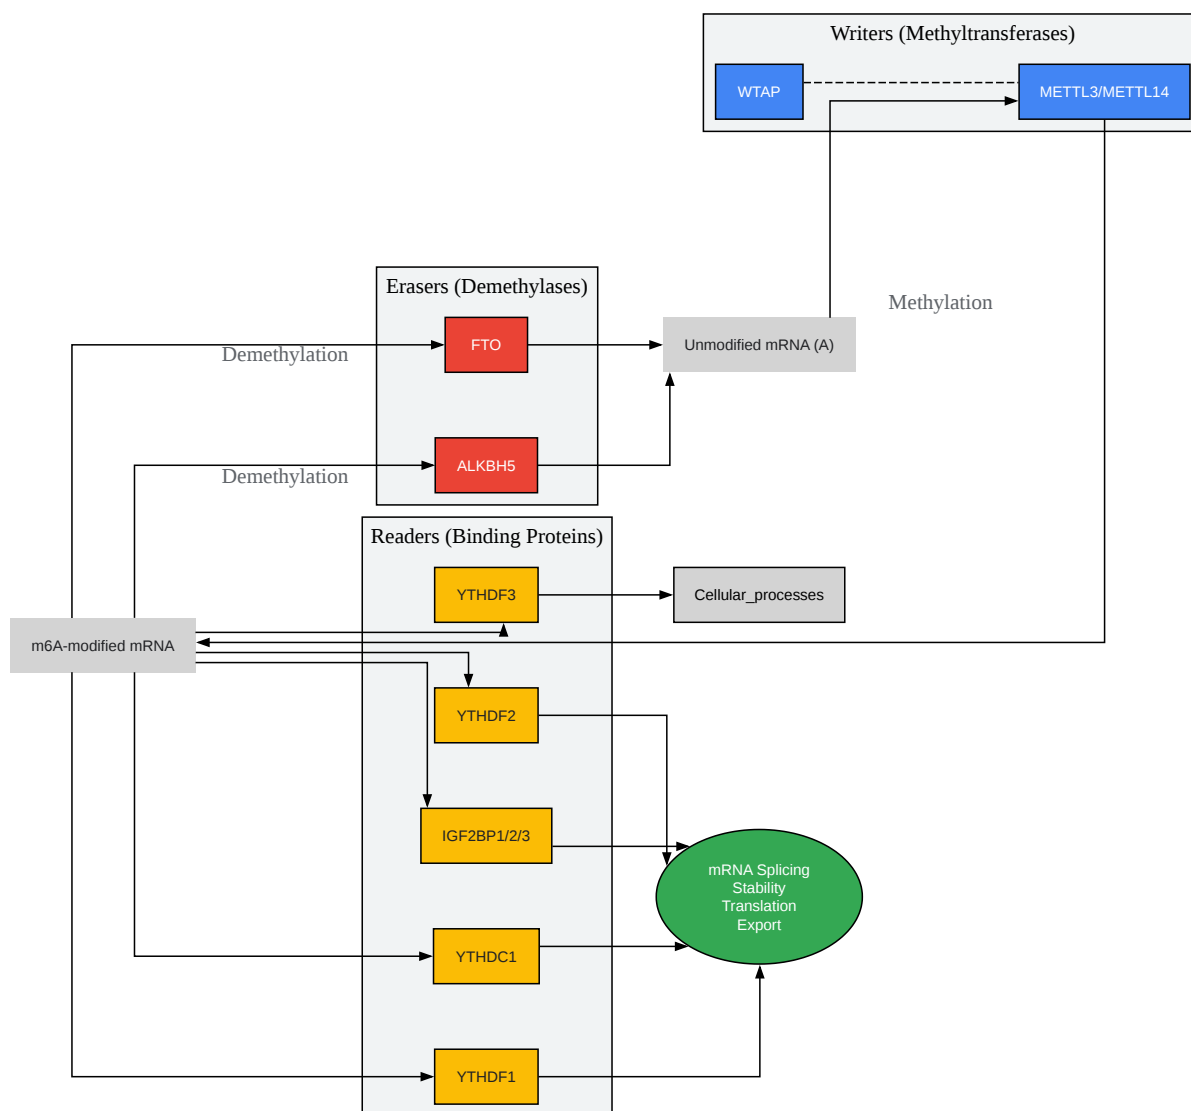 Writers (Methyltransferases)
WTAP
METTL3/METTL14
Erasers (Demethylases)
Methylation
FTO
Unmodified mRNA (A)
Demethylation
ALKBH5
Demethylation
Readers (Binding Proteins)
YTHDF3
Cellular_processes
m6A-modified mRNA
YTHDF2
IGF2BP1/2/3
mRNA Splicing
Stability
Translation
Export
YTHDC1
YTHDF1